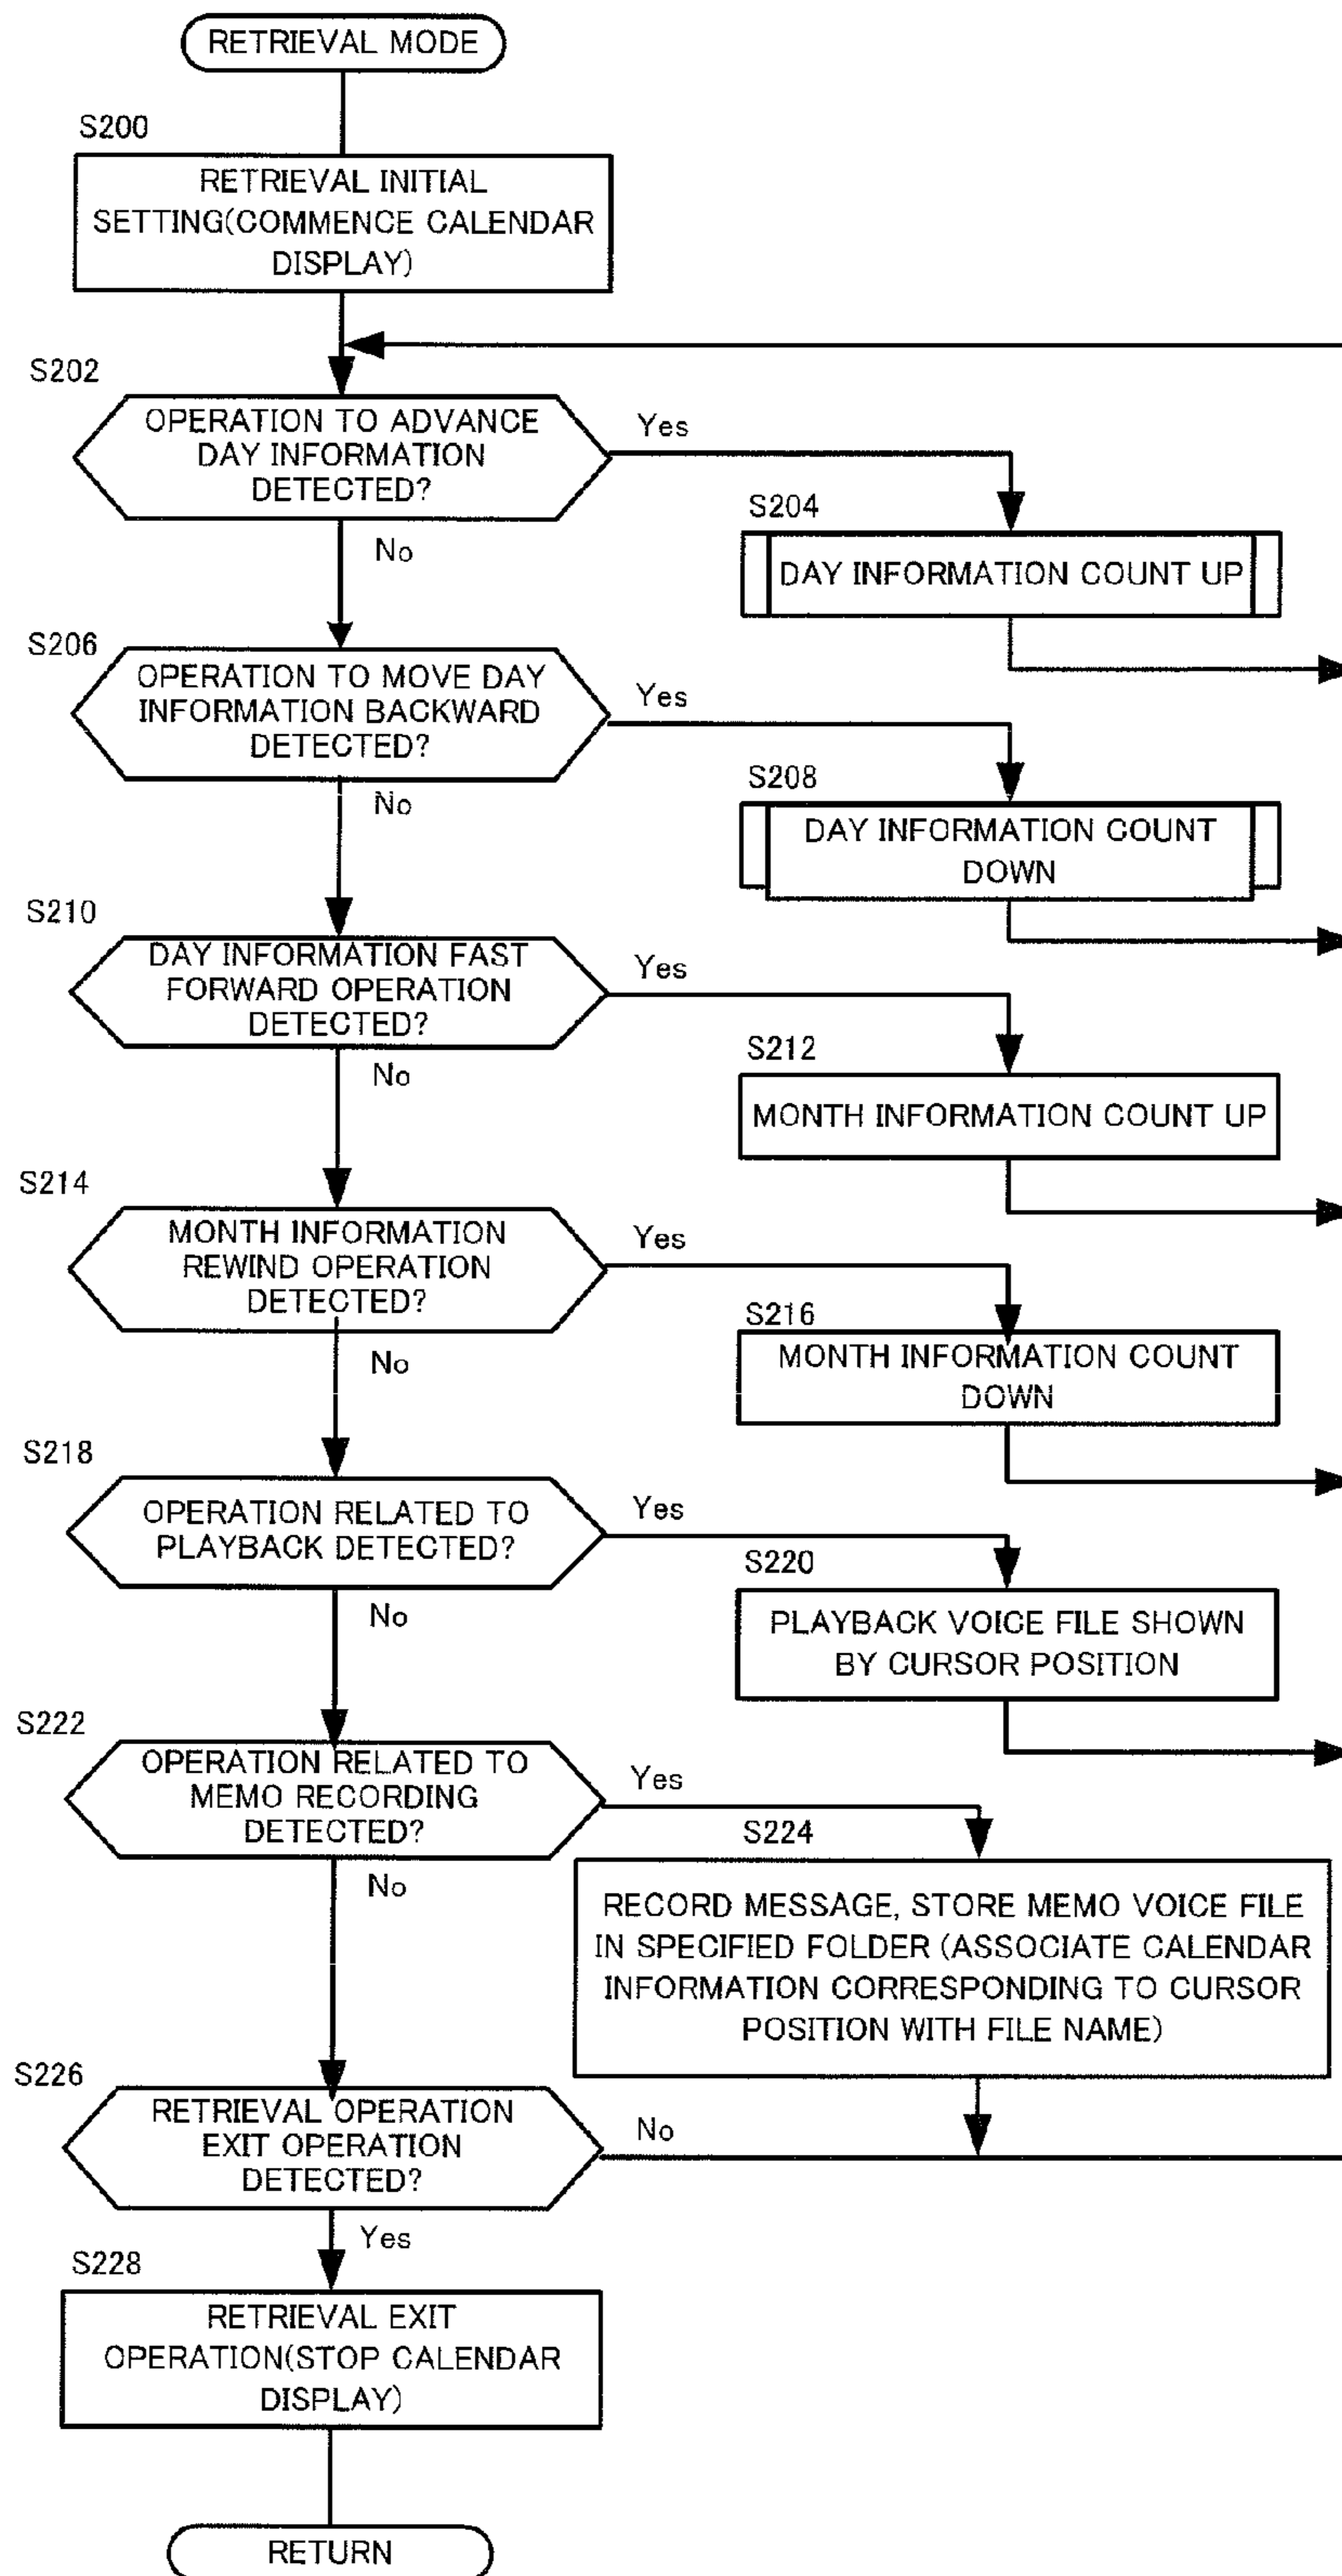 RETRIEVAL MODE
S200
RETRIEVAL INITIAL
SETTING(COMMENCE CALENDAR
DISPLAY)
S202
OPERATION TO ADVANCE
DAY INFORMATION
DETECTED?
Yes
No
S204
DAY INFORMATION COUNT UP
S206
OPERATION TO MOVE DAY
INFORMATION BACKWARD
DETECTED?
Yes
No
S208
DAY INFORMATION COUNT
DOWN
S210
DAY INFORMATION FAST
FORWARD OPERATION
DETECTED?
Yes
No
S212
MONTH INFORMATION COUNT UP
S214
MONTH INFORMATION
REWIND OPERATION
DETECTED?
Yes
No
S216
MONTH INFORMATION COUNT
DOWN
S218
OPERATION RELATED TO
PLAYBACK DETECTED?
Yes
No
S220
PLAYBACK VOICE FILE SHOWN
BY CURSOR POSITION
S222
OPERATION RELATED TO
MEMO RECORDING
DETECTED?
Yes
No
S224
RECORD MESSAGE, STORE MEMO VOICE FILE
IN SPECIFIED FOLDER (ASSOCIATE CALENDAR
INFORMATION CORRESPONDING TO CURSOR
POSITION WITH FILE NAME)
S226
RETRIEVAL OPERATION
EXIT OPERATION
DETECTED?
No
Yes
S228
RETRIEVAL EXIT
OPERATION(STOP CALENDAR
DISPLAY)
RETURN